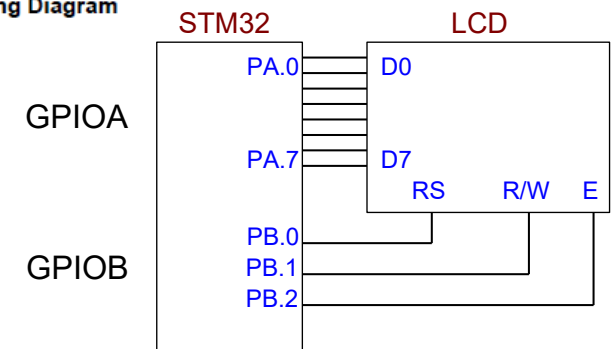 ng Diagram
STM32 LCD
PA.0 D0
GPIOA
PA.7 D7
RS R/W E
PB.0
GPIOB PB.1
PB.2